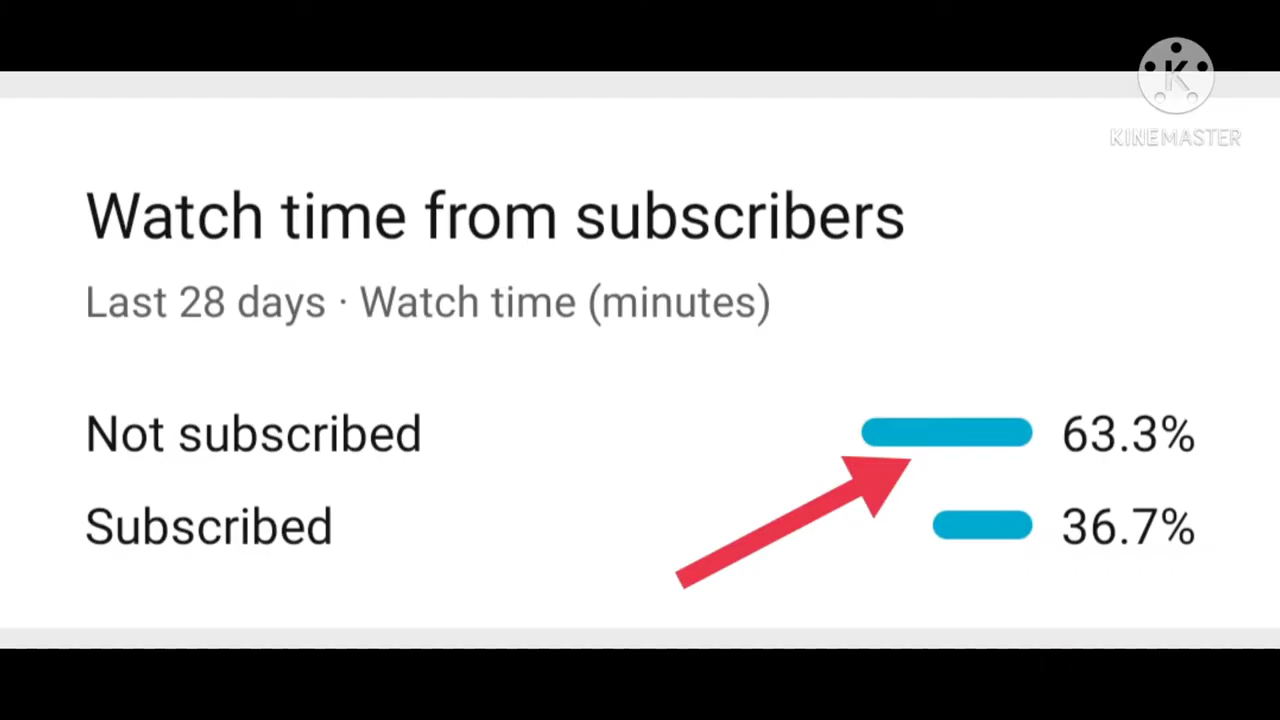 K
KINEMASTER
Watch time from subscribers
Last 28 days · Watch time (minutes)
Not subscribed 63.3%
Subscribed 36.7%